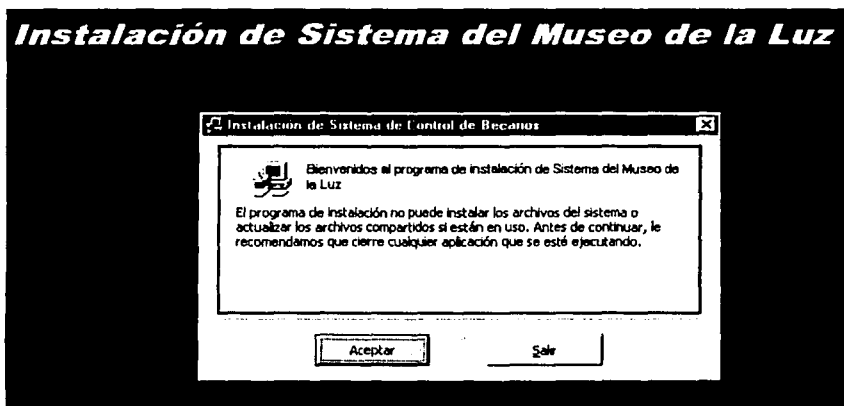 Instalación de Sistema del Museo de la Luz
Instalación de Sistema de Control de Becarios
Bienvenidos al programa de instalación de Sistema del Museo de
la Luz
El programa de instalación no puede instalar los archivos del sistema o
actualizar los archivos compartidos si están en uso. Antes de continuar, le
recomendamos que cierre cualquier aplicación que se esté ejecutando.
Aceptar
Salir